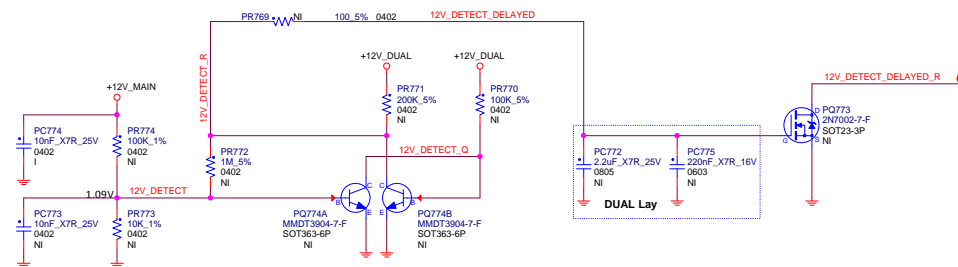 PR769 NI 100_5% 0402 12V_DETECT_DELAYED
12V_DETECT_R
+12V_MAIN
PC774
10nF_X7R_25V
0402
I
PR774
100K_1%
0402
NI
1.09V 12V_DETECT
PC773
10nF_X7R_25V
0402
NI
PR773
10K_1%
0402
NI
PR772
1M_5%
0402
NI
+12V_DUAL
PR771
200K_5%
0402
NI
+12V_DUAL
PR770
100K_5%
0402
NI
12V_DETECT_Q
B
C
E
PQ774A
MMDT3904-7-F
SOT363-6P
NI
C
B
E
PQ774B
MMDT3904-7-F
SOT363-6P
NI
PC772
2.2uF_X7R_25V
0805
NI
PC775
220nF_X7R_16V
0603
NI
DUAL Lay
12V_DETECT_DELAYED_R
D
G
S
PQ773
2N7002-7-F
SOT23-3P
NI